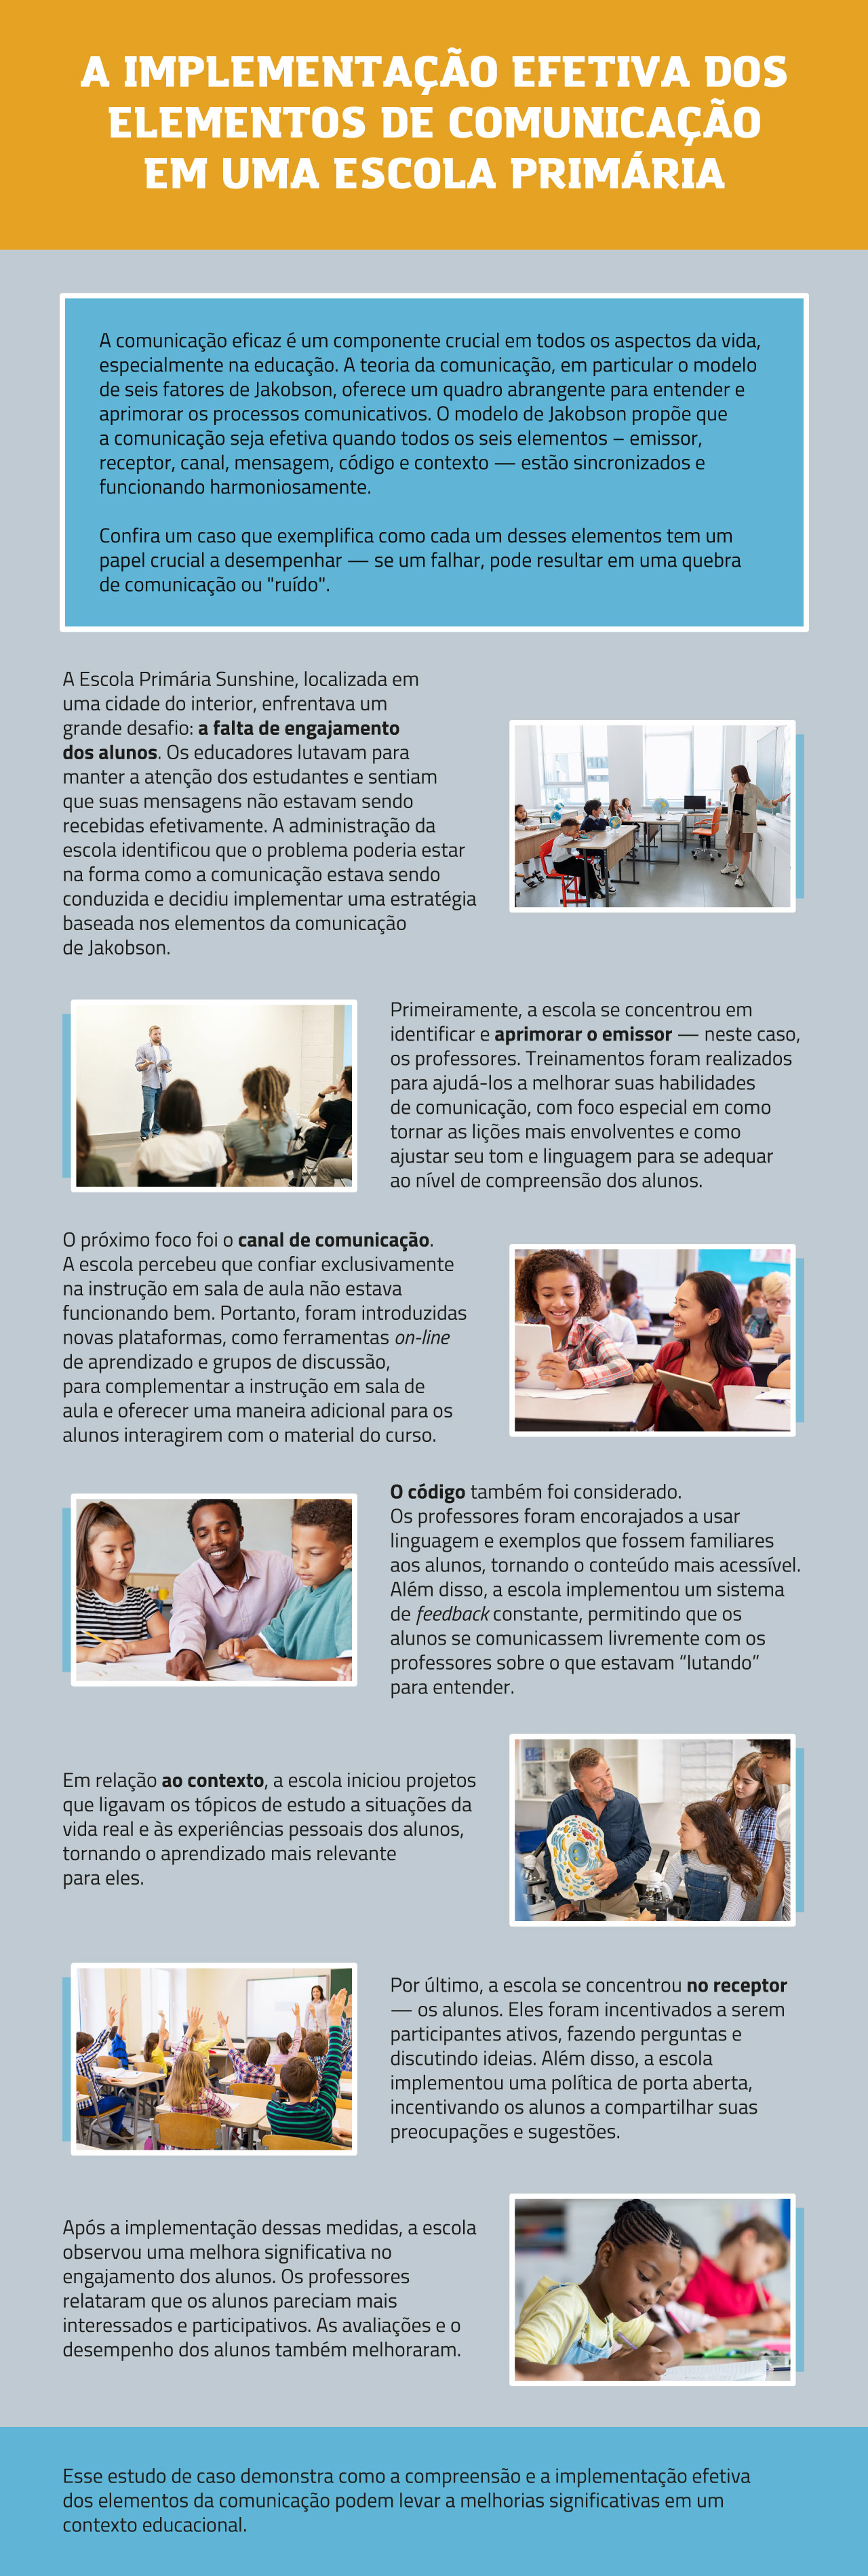 A IMPLEMENTAÇÃO EFETIVA DOS
ELEMENTOS DE COMUNICAÇÃO
EM UMA ESCOLA PRIMÁRIA
A comunicação eficaz é um componente crucial em todos os aspectos da vida,
especialmente na educação. A teoria da comunicação, em particular o modelo
de seis fatores de Jakobson, oferece um quadro abrangente para entender e
aprimorar os processos comunicativos. O modelo de Jakobson propõe que
a comunicação seja efetiva quando todos os seis elementos – emissor,
receptor, canal, mensagem, código e contexto — estão sincronizados e
funcionando harmoniosamente.
Confira um caso que exemplifica como cada um desses elementos tem um
papel crucial a desempenhar — se um falhar, pode resultar em uma quebra
de comunicação ou "ruído".
A Escola Primária Sunshine, localizada em
uma cidade do interior, enfrentava um
grande desafio: a falta de engajamento
dos alunos. Os educadores lutavam para
manter a atenção dos estudantes e sentiam
que suas mensagens não estavam sendo
recebidas efetivamente. A administração da
escola identificou que o problema poderia estar
na forma como a comunicação estava sendo
conduzida e decidiu implementar uma estratégia
baseada nos elementos da comunicação
de Jakobson.
Primeiramente, a escola se concentrou em
identificar e aprimorar o emissor — neste caso,
os professores. Treinamentos foram realizados
para ajudá-los a melhorar suas habilidades
de comunicação, com foco especial em como
tornar as lições mais envolventes e como
ajustar seu tom e linguagem para se adequar
ao nível de compreensão dos alunos.
O próximo foco foi o canal de comunicação.
A escola percebeu que confiar exclusivamente
na instrução em sala de aula não estava
funcionando bem. Portanto, foram introduzidas
novas plataformas, como ferramentas on-line
de aprendizado e grupos de discussão,
para complementar a instrução em sala de
aula e oferecer uma maneira adicional para os
alunos interagirem com o material do curso.
O código também foi considerado.
Os professores foram encorajados a usar
linguagem e exemplos que fossem familiares
aos alunos, tornando o conteúdo mais acessível.
Além disso, a escola implementou um sistema
de feedback constante, permitindo que os
alunos se comunicassem livremente com os
professores sobre o que estavam “lutando”
para entender.
Em relação ao contexto, a escola iniciou projetos
que ligavam os tópicos de estudo a situações da
vida real e às experiências pessoais dos alunos,
tornando o aprendizado mais relevante
para eles.
Por último, a escola se concentrou no receptor
— os alunos. Eles foram incentivados a serem
participantes ativos, fazendo perguntas e
discutindo ideias. Além disso, a escola
implementou uma política de porta aberta,
incentivando os alunos a compartilhar suas
preocupações e sugestões.
Após a implementação dessas medidas, a escola
observou uma melhora significativa no
engajamento dos alunos. Os professores
relataram que os alunos pareciam mais
interessados e participativos. As avaliações e o
desempenho dos alunos também melhoraram.
Esse estudo de caso demonstra como a compreensão e a implementação efetiva
dos elementos da comunicação podem levar a melhorias significativas em um
contexto educacional.